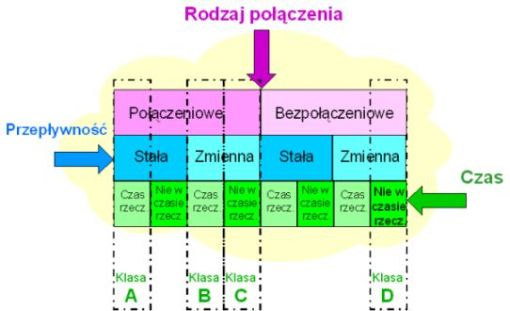 Rodzaj połączenia
Połączeniowe Bezpołączeniowe
Przepływność
Stała Zmienna Stała Zmienna
Czas
Czas rzecz. Nie w czasie rzecz. Czas rzecz. Nie w czasie rzecz. Czas rzecz. Nie w czasie rzecz. Czas rzecz. Nie w czasie rzecz.
Klasa Klasa Klasa Klasa
A B C D